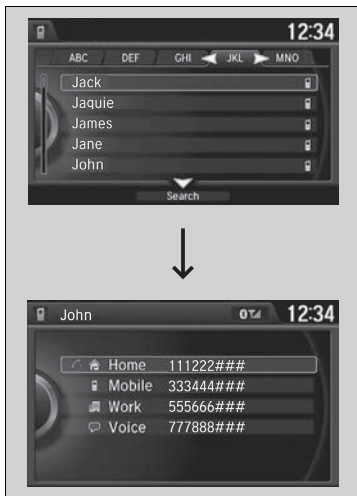 12:34
ABC DEF GHI JKL MNO
Jack
Jaquie
James
Jane
John
Search
John 12:34
Home 111222###
Mobile 333444###
Work 555666###
Voice 777888###